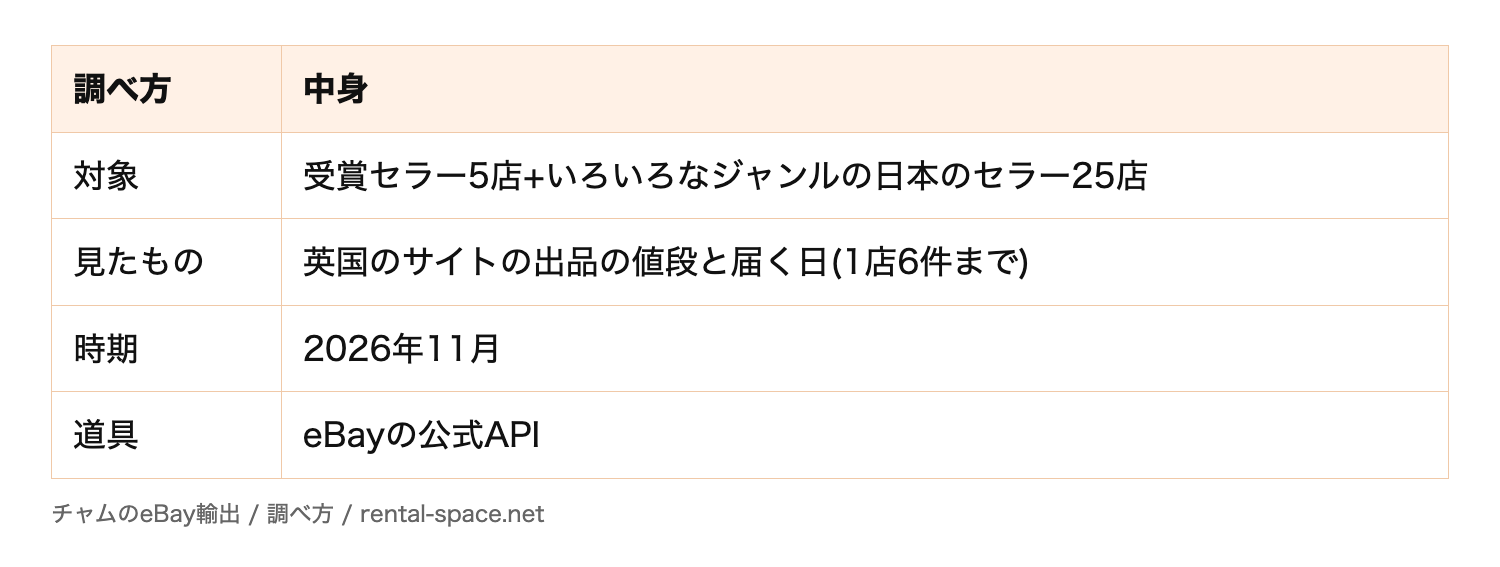 調べ方 中身
対象 受賞セラー5店+いろいろなジャンルの日本のセラー25店
見たもの 英国のサイトの出品の値段と届く日(1店6件まで)
時期 2026年11月
道具 eBayの公式API
チャムのeBay輸出 / 調べ方 / rental-space.net